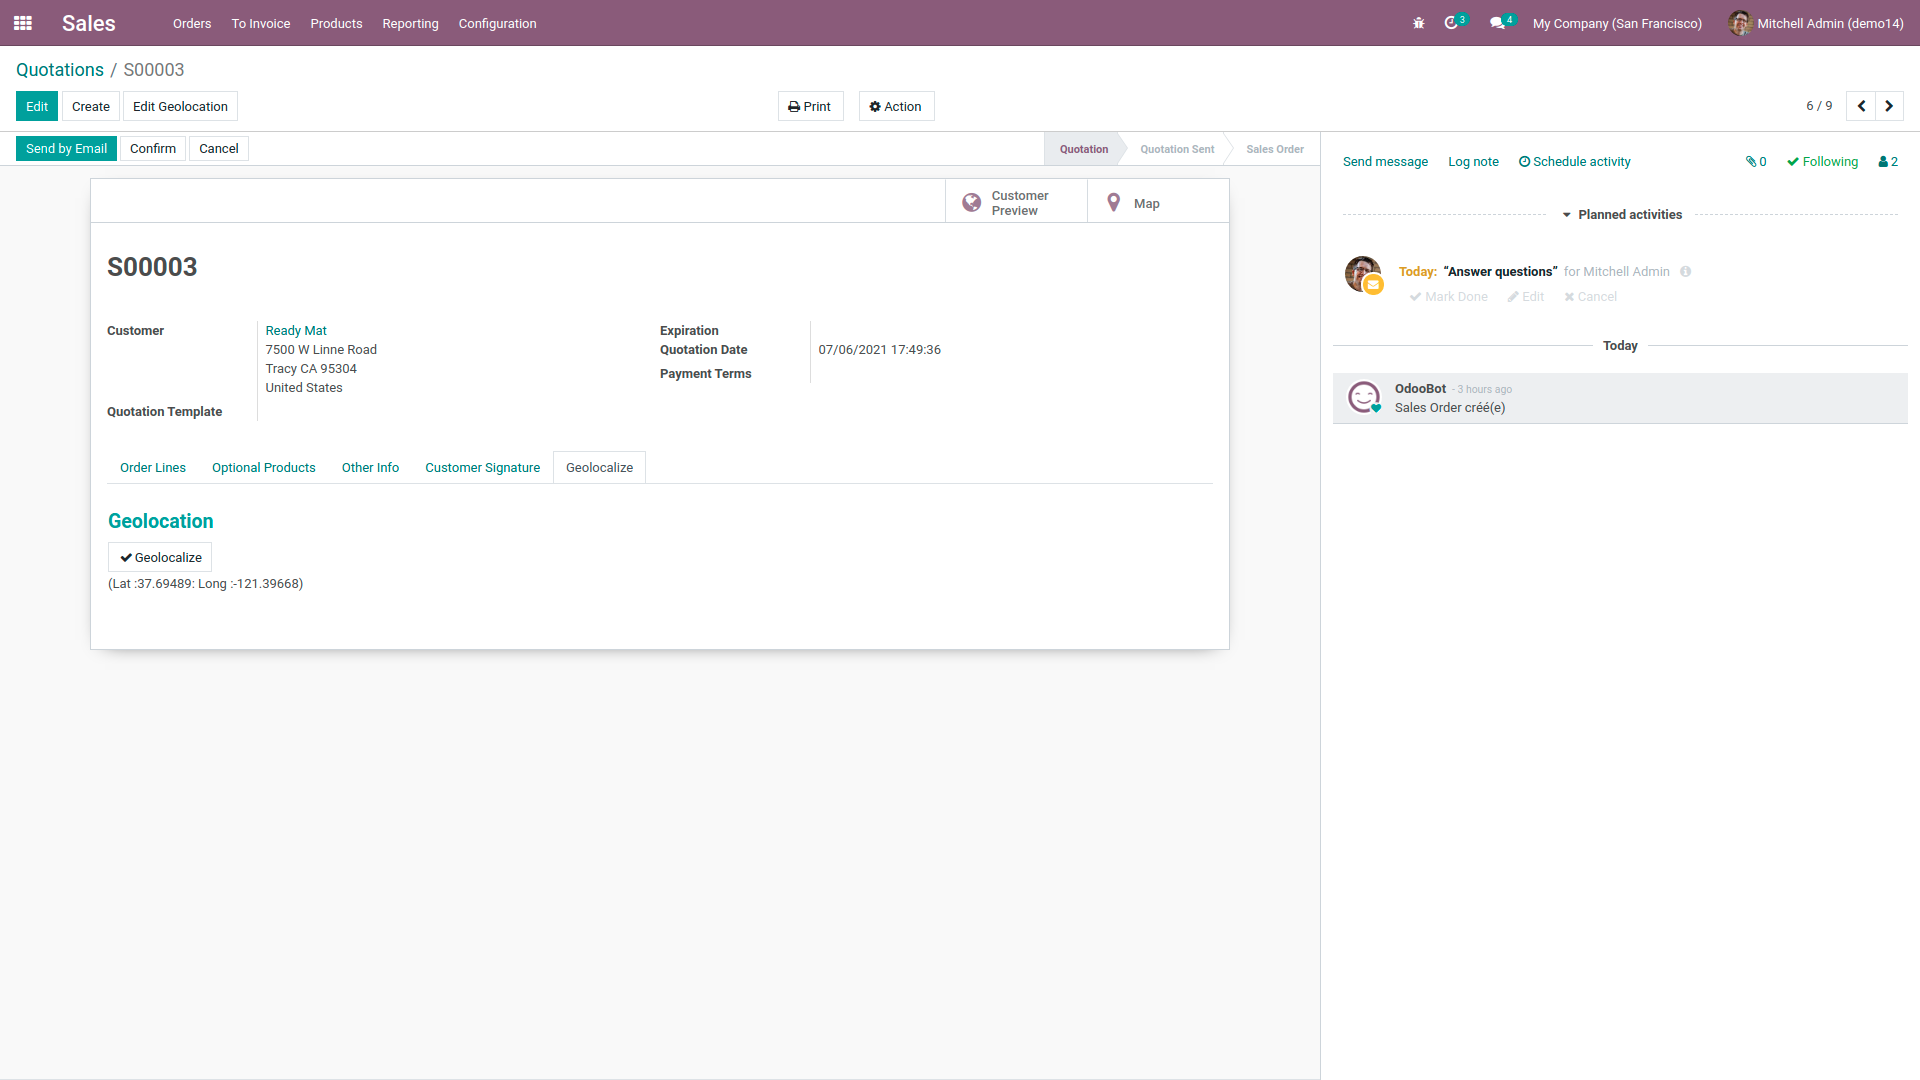 Sales
Orders
To Invoice
Products
Reporting
Configuration
3
4
My Company (San Francisco)
Mitchell Admin (demo14)
Quotations / S00003
Edit
Create
Edit Geolocation
Print
Action
6 / 9
Send by Email
Confirm
Cancel
Quotation
Quotation Sent
Sales Order
Customer
Preview
Map
S00003
Customer
Ready Mat
7500 W Linne Road
Tracy CA 95304
United States
Quotation Template
Expiration
Quotation Date
07/06/2021 17:49:36
Payment Terms
Order Lines
Optional Products
Other Info
Customer Signature
Geolocalize
Geolocation
Geolocalize
(Lat :37.69489: Long :-121.39668)
Send message
Log note
Schedule activity
0
Following
2
Planned activities
Today: “Answer questions” for Mitchell Admin
Mark Done
Edit
Cancel
Today
OdooBot - 3 hours ago
Sales Order créé(e)